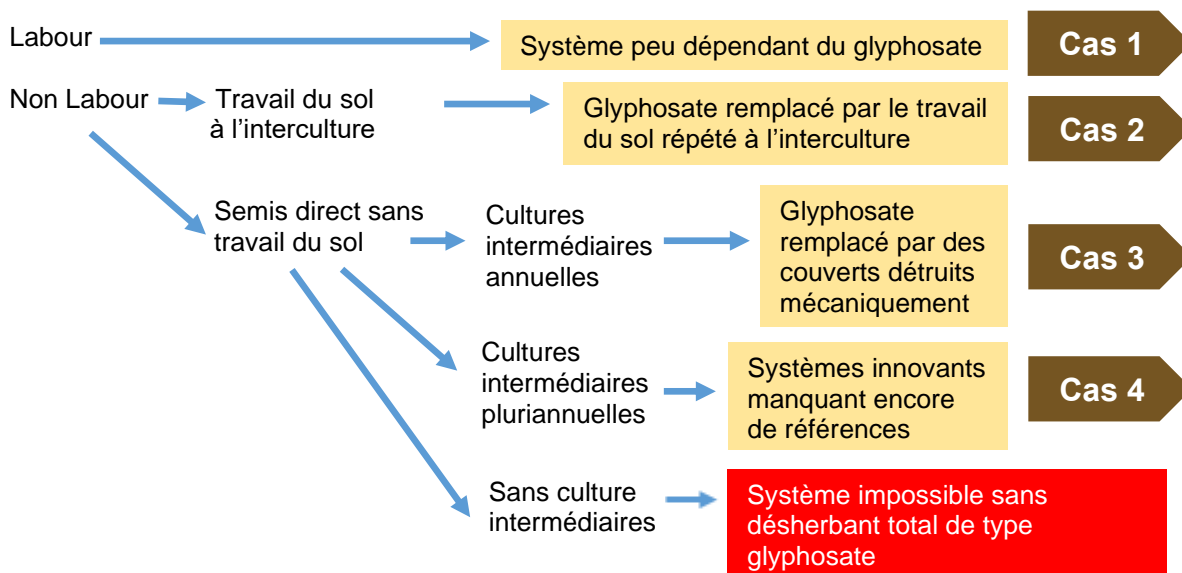 Labour
Système peu dépendant du glyphosate
Cas 1
Non Labour
Travail du sol
à l'interculture
Glyphosate remplacé par le travail
du sol répété à l'interculture
Cas 2
Semis direct sans
travail du sol
Cultures
intermédiaires
annuelles
Glyphosate
remplacé par des
couverts détruits
mécaniquement
Cas 3
Cultures
intermédiaires
pluriannuelles
Systèmes innovants
manquant encore
de références
Cas 4
Sans culture
intermédiaires
Système impossible sans
désherbant total de type
glyphosate